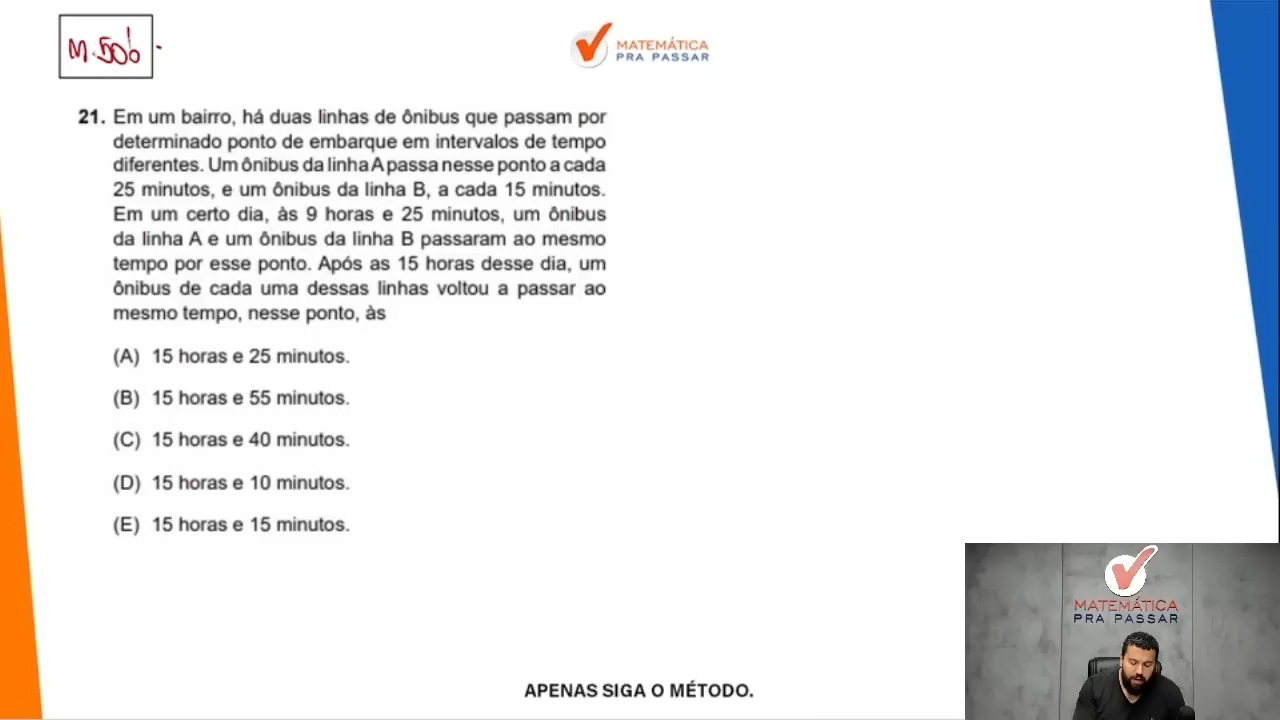 M.506
MATEMÁTICA
PRA PASSAR
21. Em um bairro, há duas linhas de ônibus que passam por
determinado ponto de embarque em intervalos de tempo
diferentes. Um ônibus da linha A passa nesse ponto a cada
25 minutos, e um ônibus da linha B, a cada 15 minutos.
Em um certo dia, às 9 horas e 25 minutos, um ônibus
da linha A e um ônibus da linha B passaram ao mesmo
tempo por esse ponto. Após as 15 horas desse dia, um
ônibus de cada uma dessas linhas voltou a passar ao
mesmo tempo, nesse ponto, às
(A) 15 horas e 25 minutos.
(B) 15 horas e 55 minutos.
(C) 15 horas e 40 minutos.
(D) 15 horas e 10 minutos.
(E) 15 horas e 15 minutos.
MATEMÁTICA
PRA PASSAR
APENAS SIGA O MÉTODO.